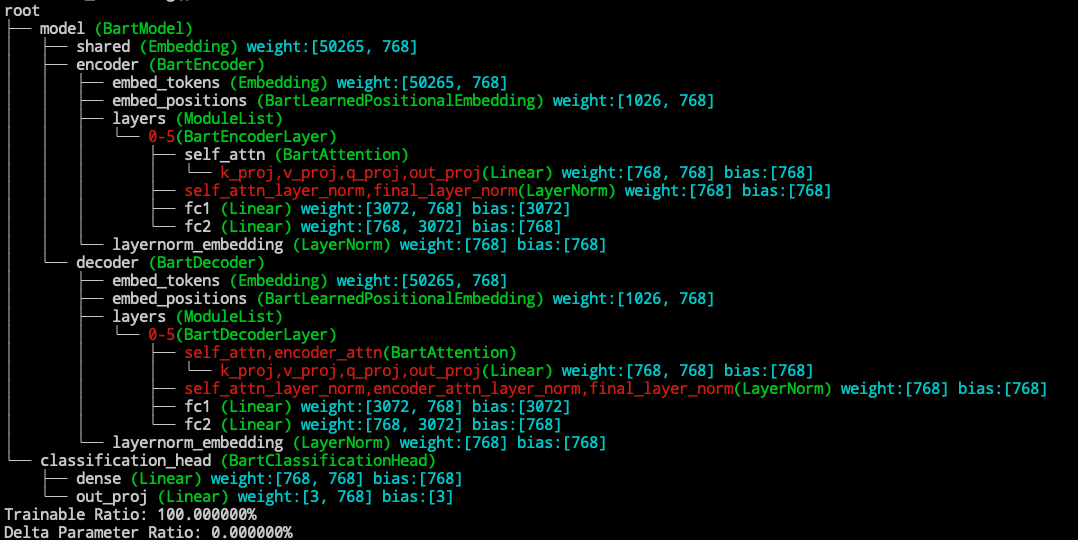 root
├── model (BartModel)
│   ├── shared (Embedding) weight:[50265, 768]
│   ├── encoder (BartEncoder)
│   │   ├── embed_tokens (Embedding) weight:[50265, 768]
│   │   ├── embed_positions (BartLearnedPositionalEmbedding) weight:[1026, 768]
│   │   ├── layers (ModuleList)
│   │   │   └── 0-5(BartEncoderLayer)
│   │   │       ├── self_attn (BartAttention)
│   │   │       │   └── k_proj,v_proj,q_proj,out_proj(Linear) weight:[768, 768] bias:[768]
│   │   │       ├── self_attn_layer_norm,final_layer_norm(LayerNorm) weight:[768] bias:[768]
│   │   │       ├── fc1 (Linear) weight:[3072, 768] bias:[3072]
│   │   │       └── fc2 (Linear) weight:[768, 3072] bias:[768]
│   │   └── layernorm_embedding (LayerNorm) weight:[768] bias:[768]
│   └── decoder (BartDecoder)
│       ├── embed_tokens (Embedding) weight:[50265, 768]
│       ├── embed_positions (BartLearnedPositionalEmbedding) weight:[1026, 768]
│       ├── layers (ModuleList)
│       │   └── 0-5(BartDecoderLayer)
│       │       ├── self_attn,encoder_attn(BartAttention)
│       │       │   └── k_proj,v_proj,q_proj,out_proj(Linear) weight:[768, 768] bias:[768]
│       │       ├── self_attn_layer_norm,encoder_attn_layer_norm,final_layer_norm(LayerNorm) weight:[768] bias:[768]
│       │       ├── fc1 (Linear) weight:[3072, 768] bias:[3072]
│       │       └── fc2 (Linear) weight:[768, 3072] bias:[768]
│       └── layernorm_embedding (LayerNorm) weight:[768] bias:[768]
└── classification_head (BartClassificationHead)
    ├── dense (Linear) weight:[768, 768] bias:[768]
    └── out_proj (Linear) weight:[3, 768] bias:[3]
Trainable Ratio: 100.000000%
Delta Parameter Ratio: 0.000000%